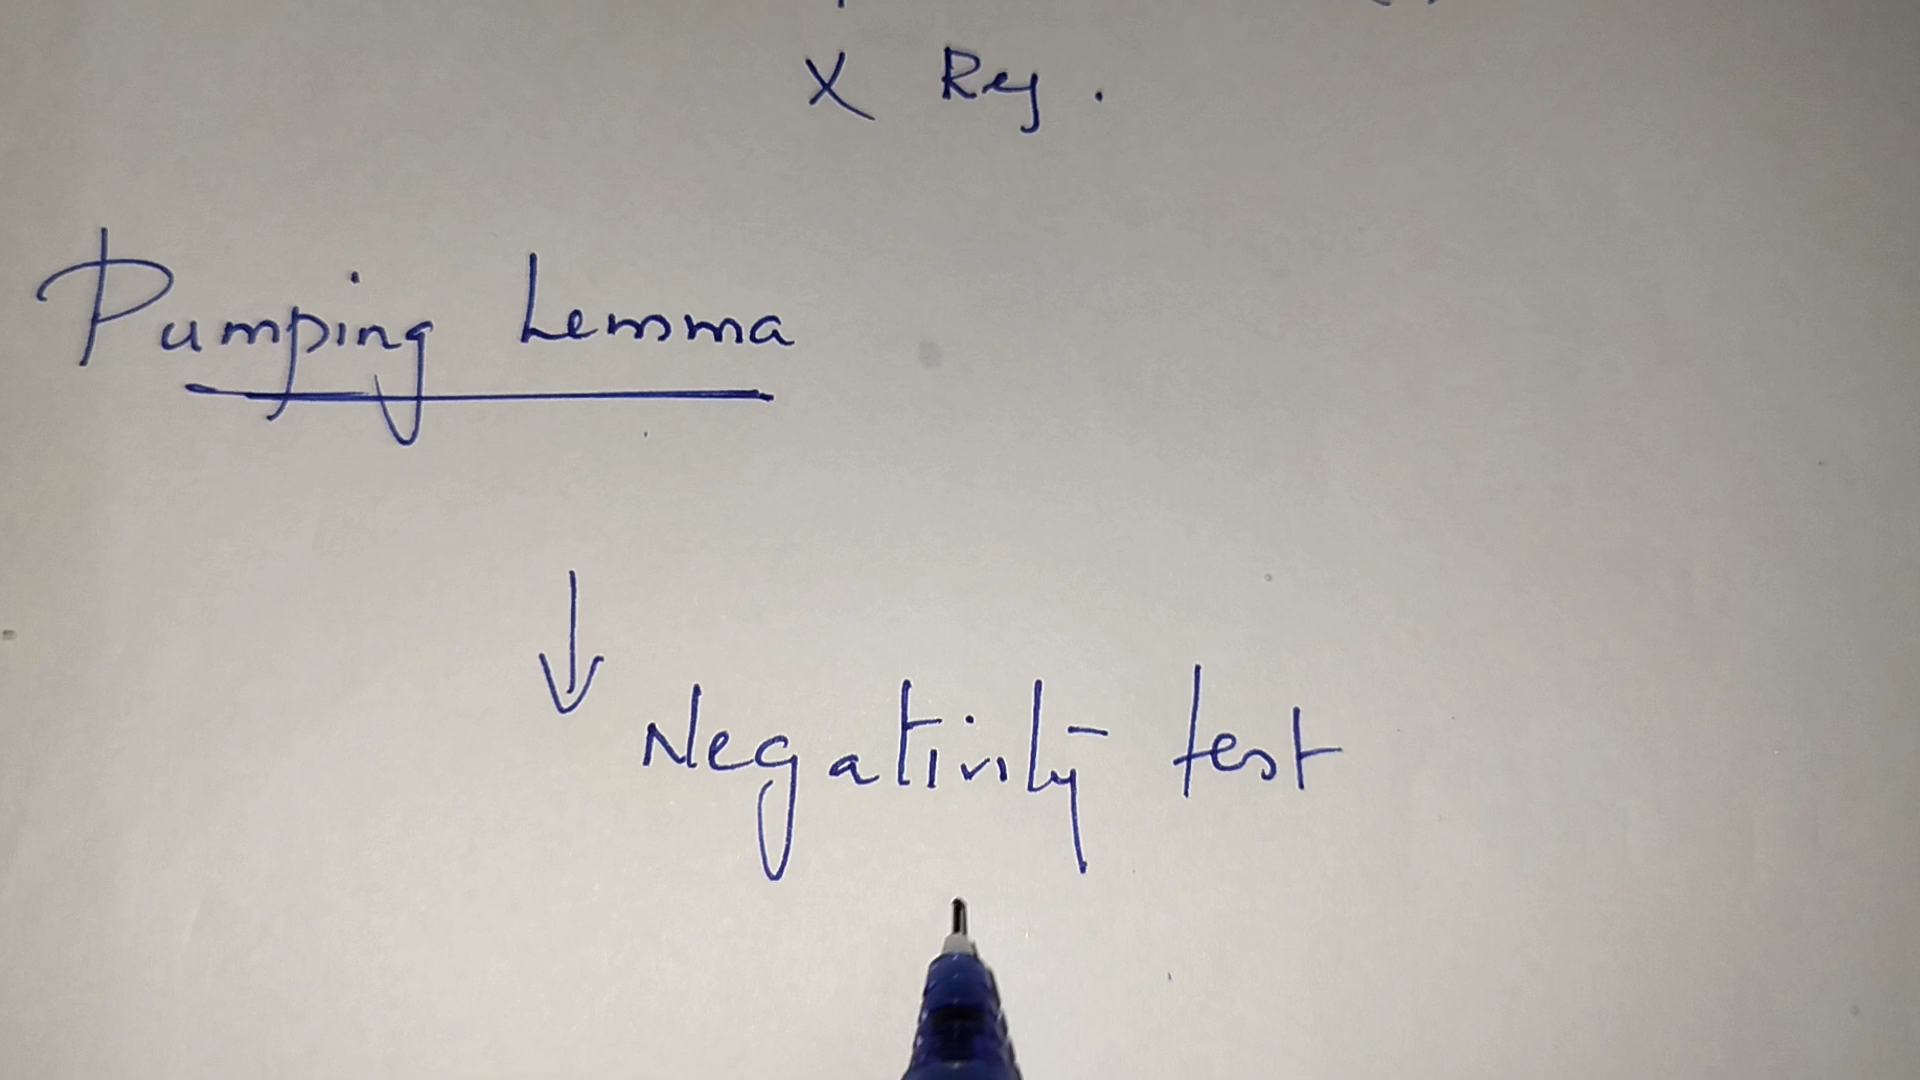 X Reg.
Pumping Lemma
↓
Negativity test